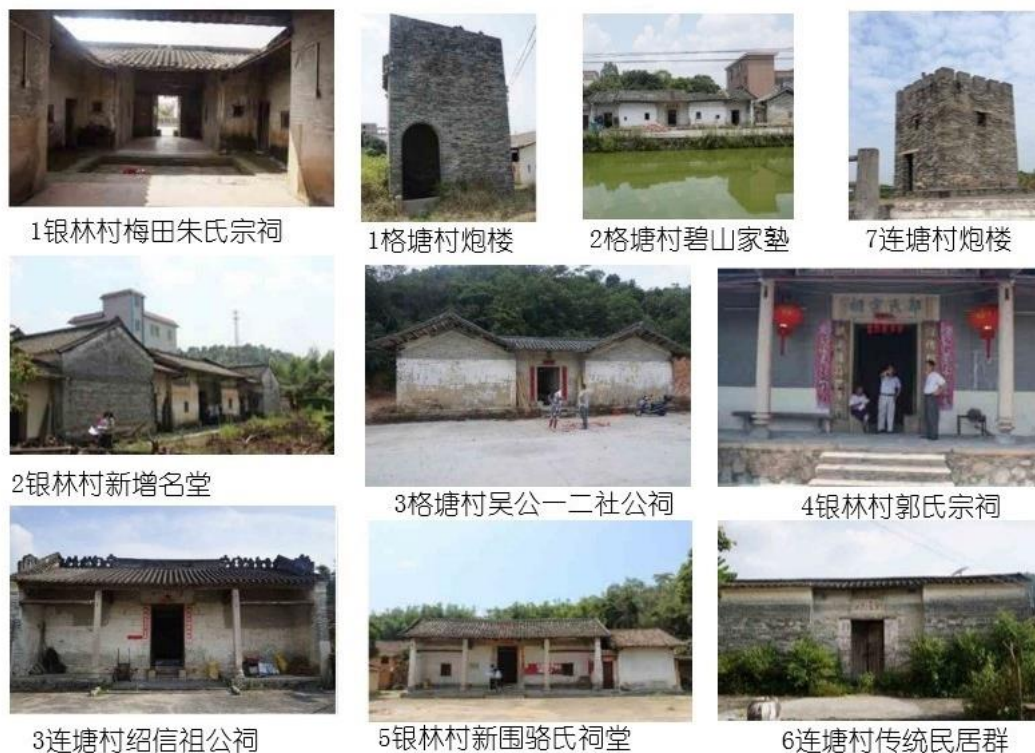 1银林村梅田朱氏宗祠
1格塘村炮楼
2格塘村碧山家塾
7连塘村炮楼
2银林村新增名堂
3格塘村吴公一二社公祠
4银林村郭氏宗祠
3连塘村绍信祖公祠
5银林村新围骆氏祠堂
6连塘村传统民居群